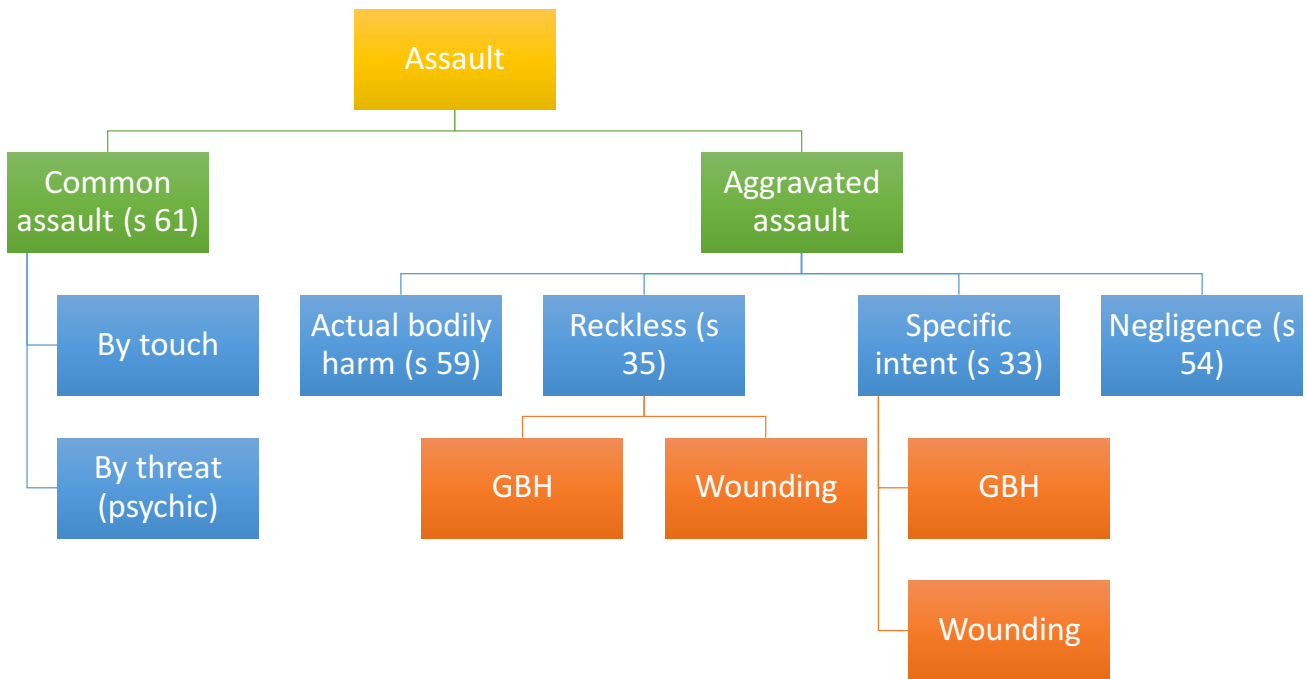 Assault
Common
assault (s 61)
Aggravated
assault
By touch
By threat
(psychic)
Actual bodily
harm (s 59)
Reckless (s
35)
Specific
intent (s 33)
Negligence (s
54)
GBH
Wounding
GBH
Wounding